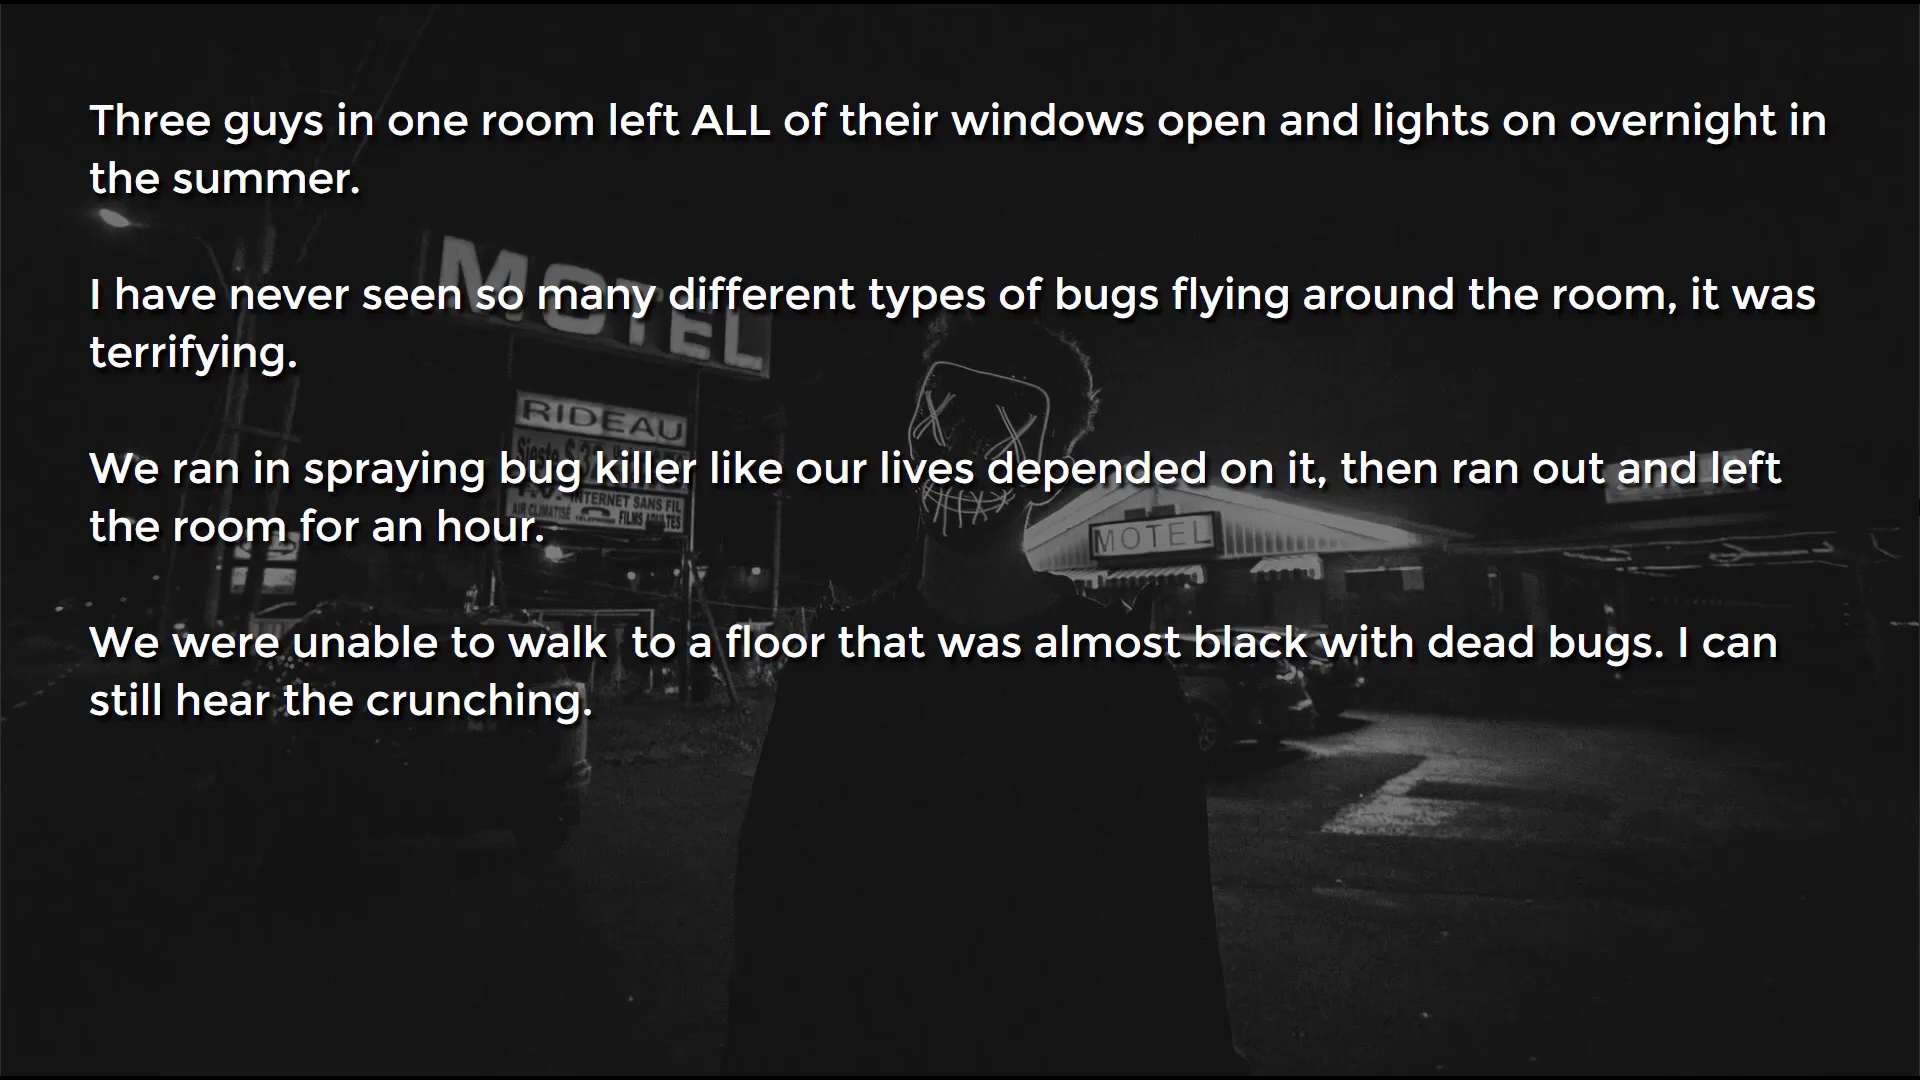 Three guys in one room left ALL of their windows open and lights on overnight in
the summer.
I have never seen so many different types of bugs flying around the room, it was
terrifying.
We ran in spraying bug killer like our lives depended on it, then ran out and left
the room for an hour.
We were unable to walk  to a floor that was almost black with dead bugs. I can
still hear the crunching.
MOTEL
RIDEAU
INTERNET SANS FIL
AIR CLIMATISÉ TELEPHONE FILMS ADULTES
MOTEL